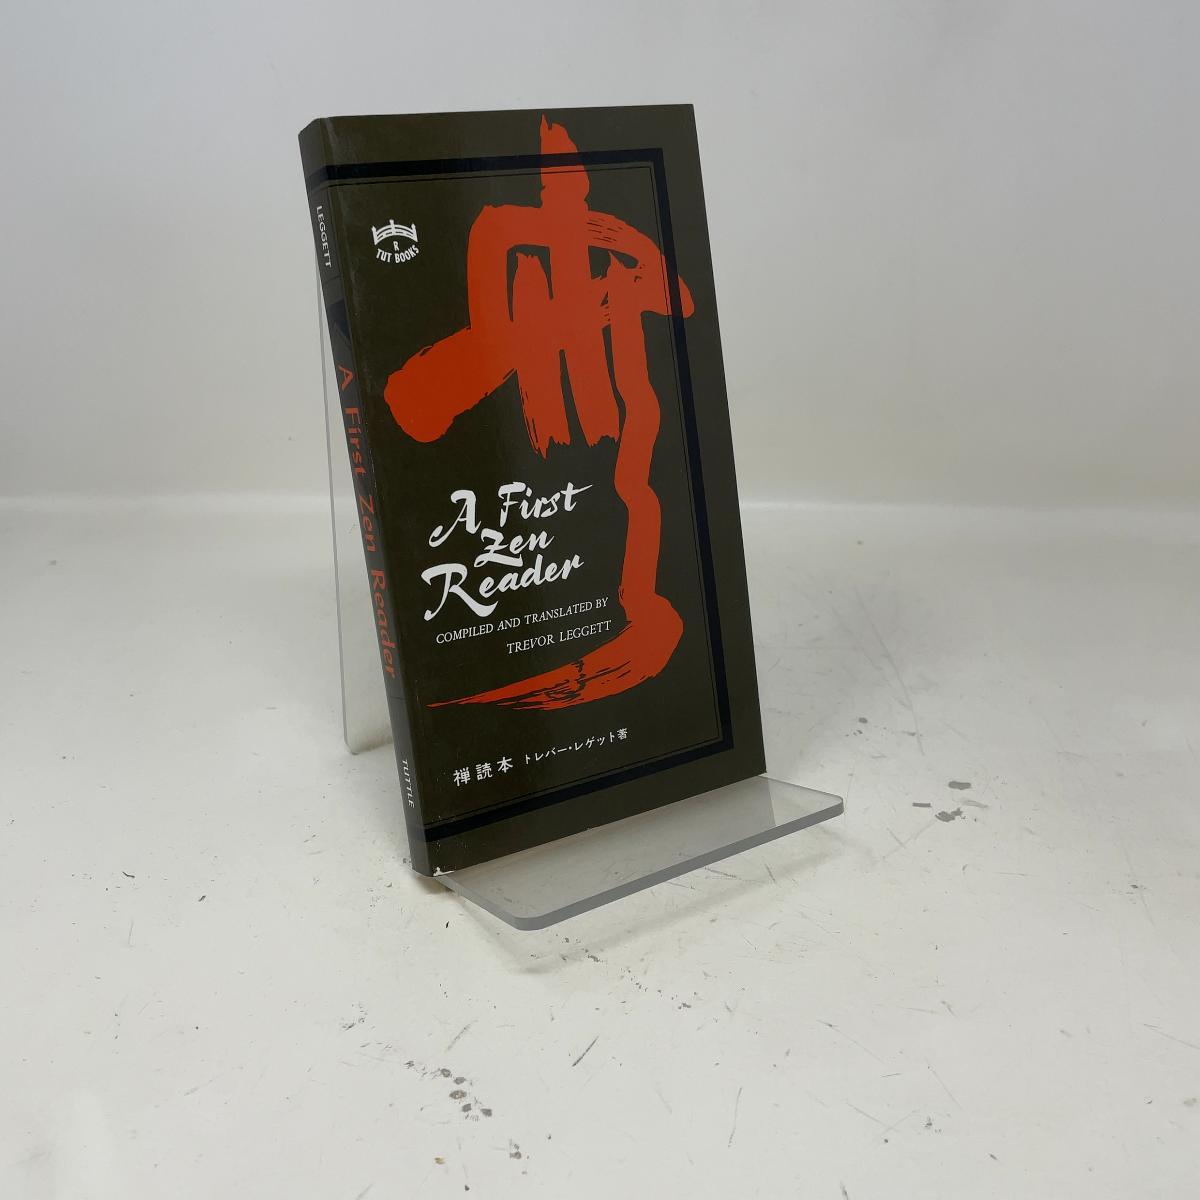 LEGGETT
A First Zen Reader
TUTTLE
R
TUT BOOKS
A First
Zen
Reader
COMPILED AND TRANSLATED BY
TREVOR LEGGETT
禅読本 トレバー・レゲット著